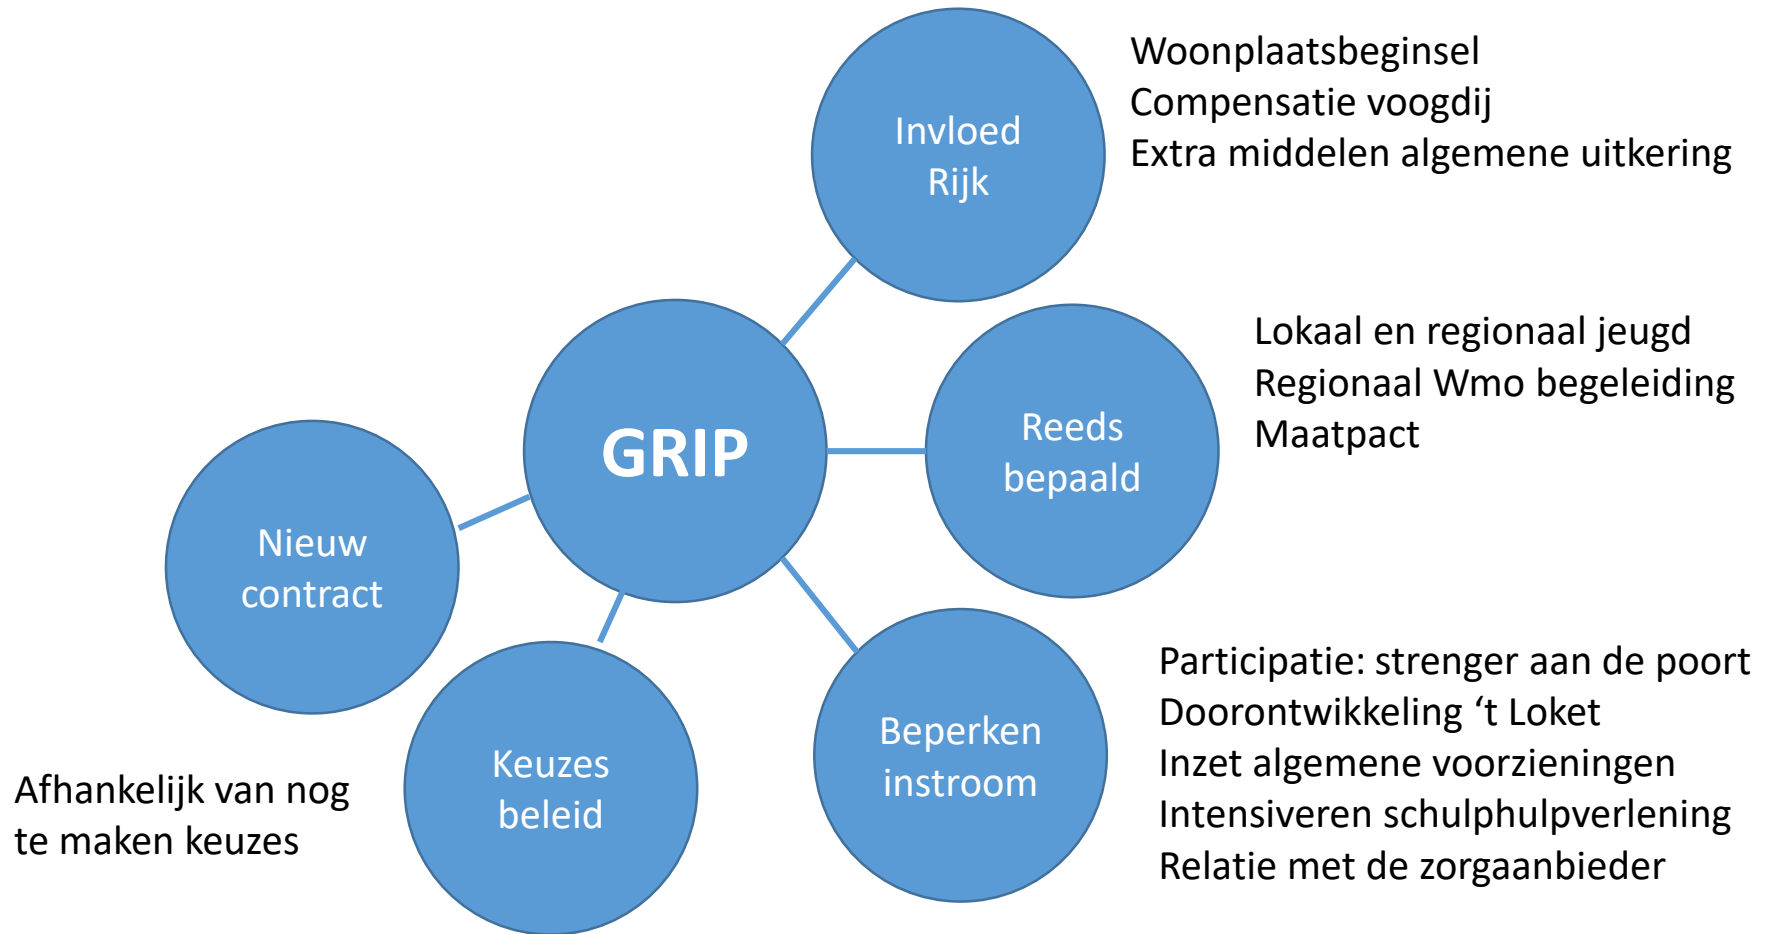 Invloed
Rijk
Woonplaatsbeginsel
Compensatie voogdij
Extra middelen algemene uitkering
GRIP
Reeds
bepaald
Lokaal en regionaal jeugd
Regionaal Wmo begeleiding
Maatpact
Nieuw
contract
Keuzes
beleid
Afhankelijk van nog
te maken keuzes
Beperken
instroom
Participatie: strenger aan de poort
Doorontwikkeling ‘t Loket
Inzet algemene voorzieningen
Intensiveren schulphulpverlening
Relatie met de zorgaanbieder